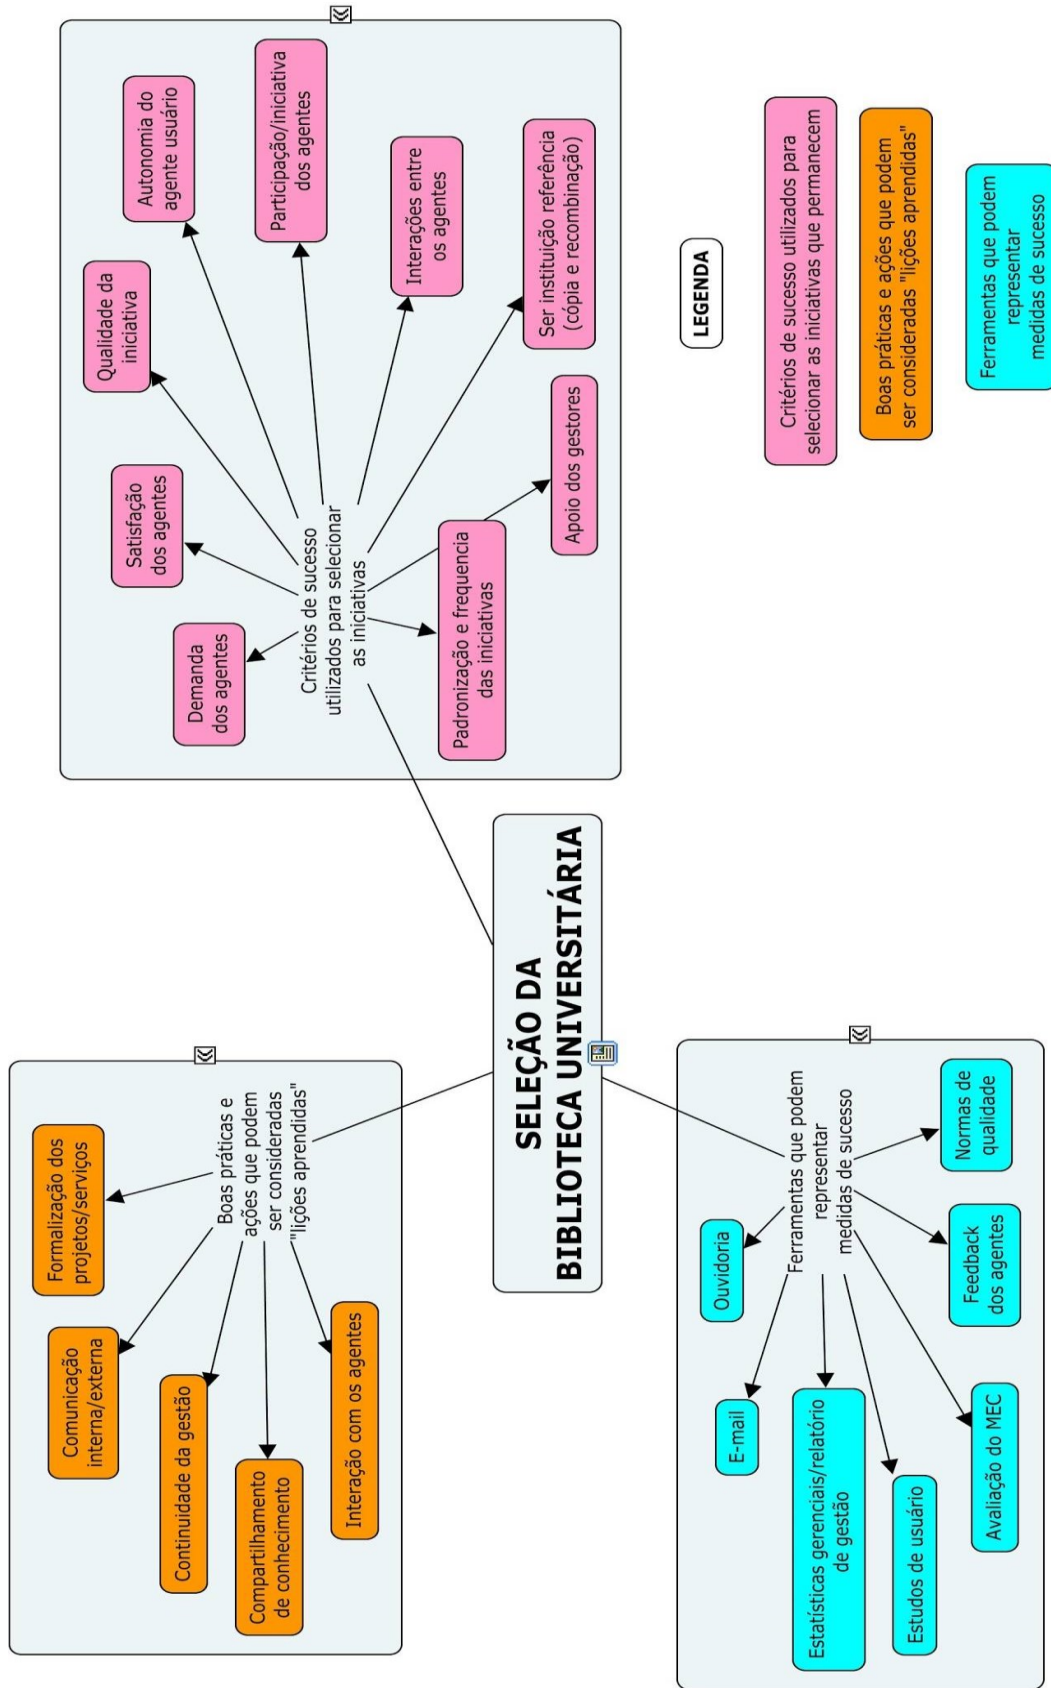 Formalização dos
projetos/serviços
Comunicação
interna/externa
Continuidade da gestão
Compartilhamento
de conhecimento
Interação com os agentes
Boas práticas e
ações que podem
ser consideradas
"lições aprendidas"
Demanda
dos agentes
Satisfação
dos agentes
Qualidade da
iniciativa
Autonomia do
agente usuário
Participação/iniciativa
dos agentes
Interações entre
os agentes
Ser instituição referência
(cópia e recombinação)
Apoio dos gestores
Padronização e frequencia
das iniciativas
Critérios de sucesso
utilizados para selecionar
as iniciativas
SELEÇÃO DA
BIBLIOTECA UNIVERSITÁRIA
Ouvidoria
E-mail
Estatísticas gerenciais/relatório
de gestão
Estudos de usuário
Avaliação do MEC
Feedback
dos agentes
Normas de
qualidade
Ferramentas que podem
representar
medidas de sucesso
LEGENDA
Critérios de sucesso utilizados para
selecionar as iniciativas que permanecem
Boas práticas e ações que podem
ser consideradas "lições aprendidas"
Ferramentas que podem
representar
medidas de sucesso